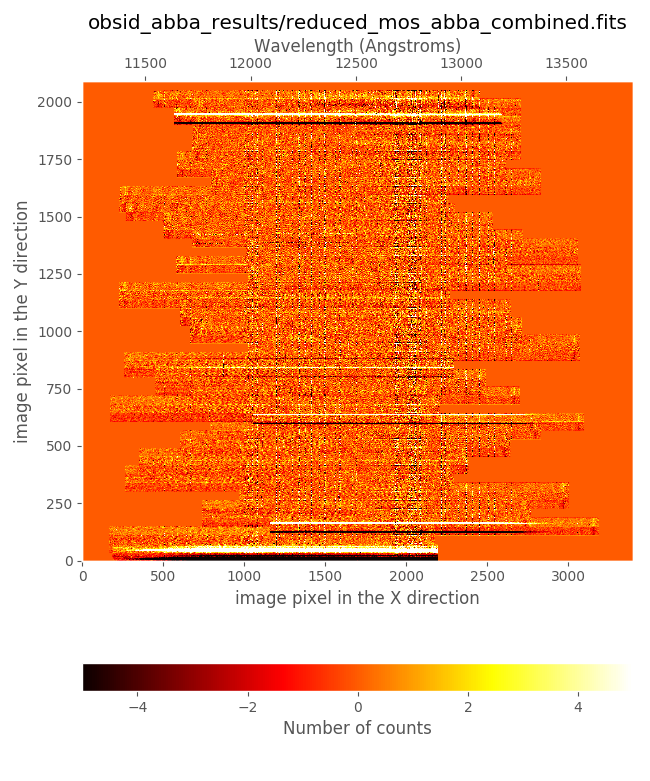 obsid_abba_results/reduced_mos_abba_combined.fits
Wavelength (Angstroms)
11500 12000 12500 13000 13500
2000
1750
1500
1250
1000
750
500
250
0
image pixel in the Y direction
0 500 1000 1500 2000 2500 3000
image pixel in the X direction
−4 −2 0 2 4
Number of counts